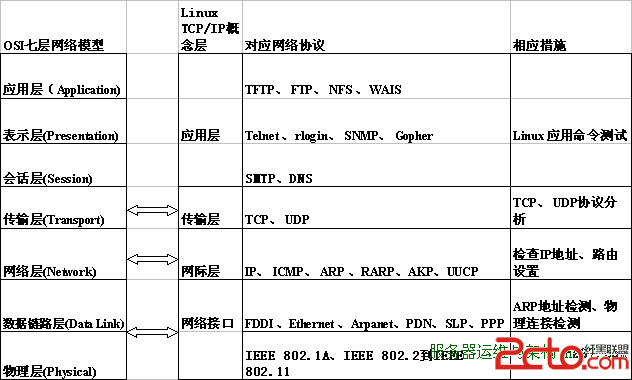 OSI七层网络模型 Linux TCP/IP概念层 对应网络协议 相应措施
应用层（Application) TFTP、 FTP、 NFS、WAIS
表示层(Presentation) 应用层 Telnet、rlogin、 SNMP、 Gopher Linux 应用命令测试
会话层(Session) SMTP、DNS
传输层(Transport) 传输层 TCP、 UDP TCP、 UDP协议分析
网络层(Network) 网际层 IP、 ICMP、 ARP 、RARP、AKP、UUCP 检查IP地址、路由设置
数据链路层(Data Link) 网络接口 FDDI 、Ethernet 、Arpanet、PDN、SLP、PPP ARP地址检测、物理连接检测
物理层(Physical) IEEE 802.1A、IEEE 802.2到IEEE 802.11
服务器运维与架构
2cto.com
红黑联盟